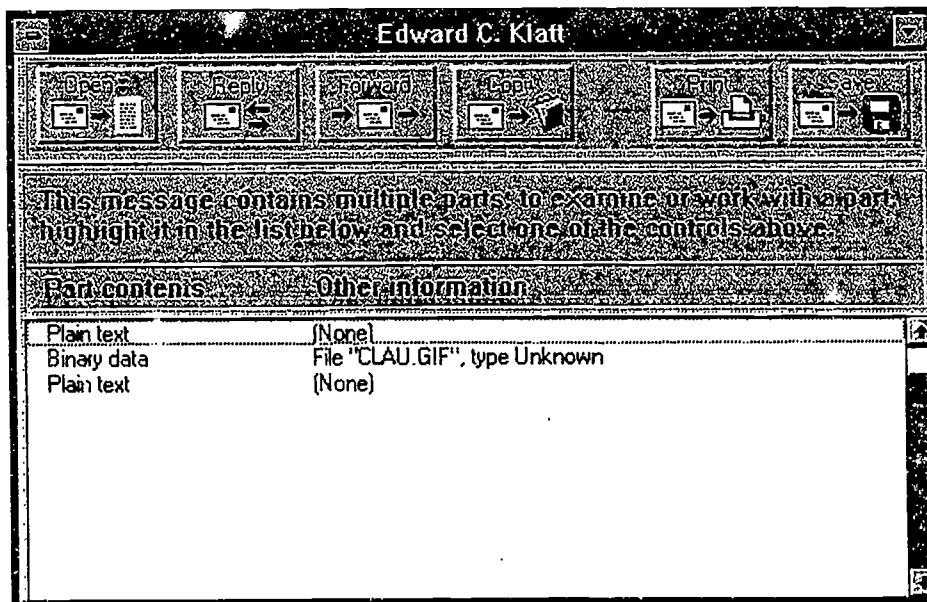 Edward C. Klatt
Open Reply Forward Copy Print Save
This message contains multiple parts: to examine or work with a part,
highlight it in the list below and select one of the controls above.
Part contents Other information
Plain text (None)
Binary data File "CLAU.GIF", type Unknown
Plain text (None)